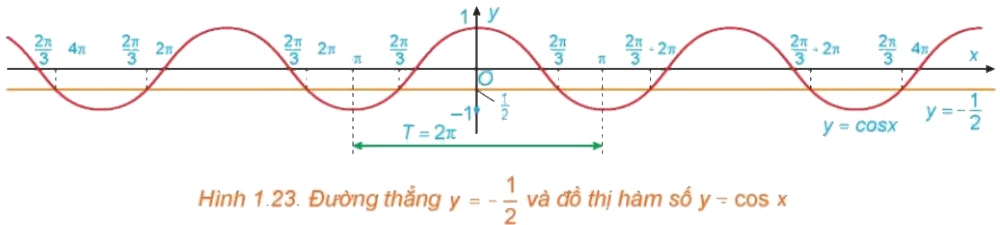 1 y
2π/3 4π 2π/3 2π 2π/3 2π π 2π/3 2π/3 π 2π/3 + 2π 2π/3 + 2π 2π/3 4π x
O
1/2
−1
y = −1/2
y = cosx
T = 2π
Hình 1.23. Đường thẳng y = -1/2 và đồ thị hàm số y = cos x